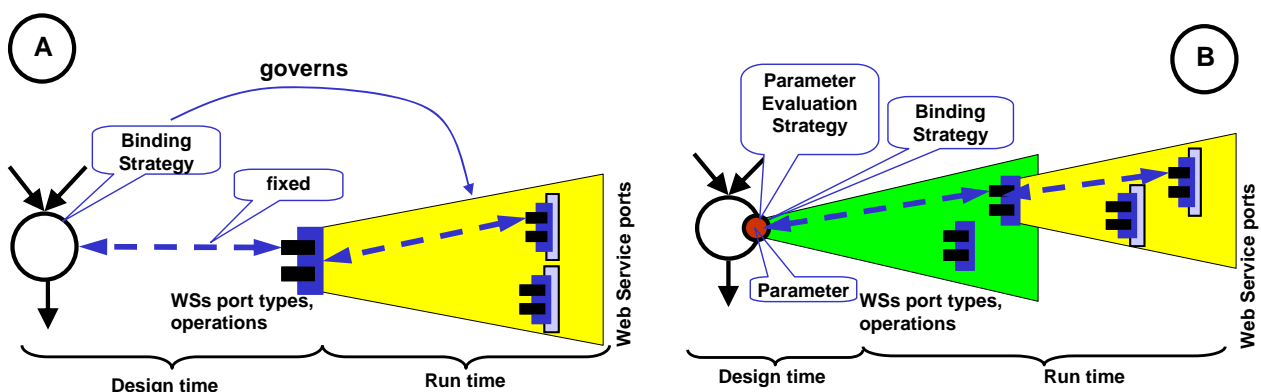 A
governs
Binding
Strategy
fixed
WSs port types,
operations
Web Service ports
Design time
Run time
B
Parameter
Evaluation
Strategy
Binding
Strategy
Parameter
WSs port types,
operations
Web Service ports
Design time
Run time